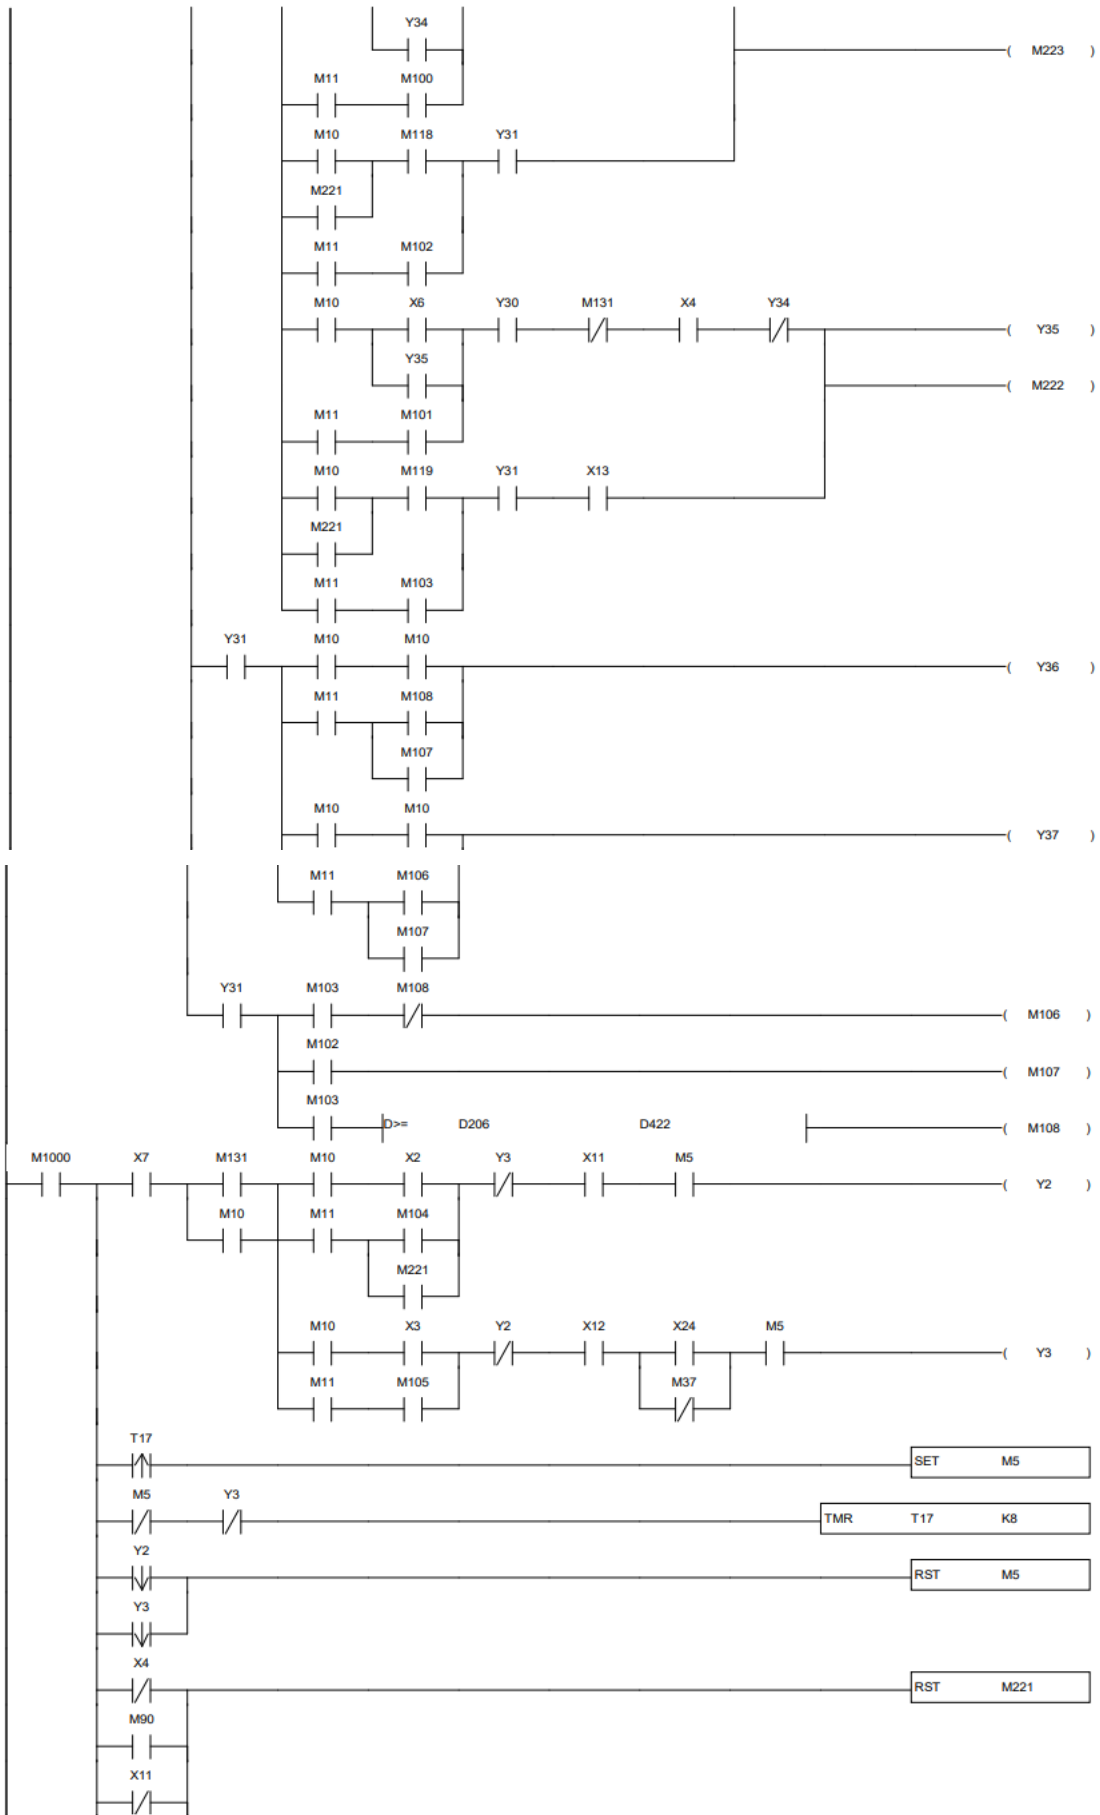 Y34
( M223 )
M11 M100
M10 M118 Y31
M221
M11 M102
M10 X6 Y30 M131 X4 Y34
( Y35 )
Y35
( M222 )
M11 M101
M10 M119 Y31 X13
M221
M11 M103
Y31 M10 M10
( Y36 )
M11 M108
M107
M10 M10
( Y37 )
M11 M106
M107
Y31 M103 M108
( M106 )
M102
( M107 )
M103
D>= D206 D422 ( M108 )
M1000 X7 M131 M10 X2 Y3 X11 M5
( Y2 )
M10 M11 M104
M221
M10 X3 Y2 X12 X24 M5
( Y3 )
M11 M105 M37
T17
SET M5
M5 Y3
TMR T17 K8
Y2
RST M5
Y3
X4
RST M221
M90
X11